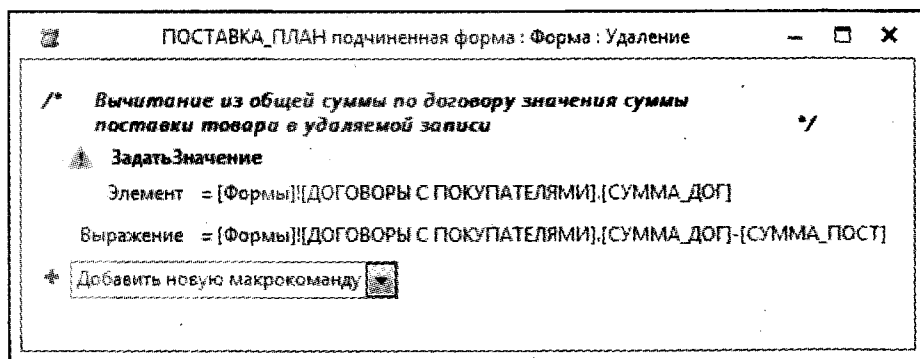 ПОСТАВКА_ПЛАН подчиненная форма : Форма : Удаление
/* Вычитание из общей суммы по договору значения суммы
поставки товара в удаляемой записи */
ЗадатьЗначение
Элемент = [Формы]![ДОГОВОРЫ С ПОКУПАТЕЛЯМИ].[СУММА_ДОГ]
Выражение = [Формы]![ДОГОВОРЫ С ПОКУПАТЕЛЯМИ].[СУММА_ДОГ]-[СУММА_ПОСТ]
Добавить новую макрокоманду